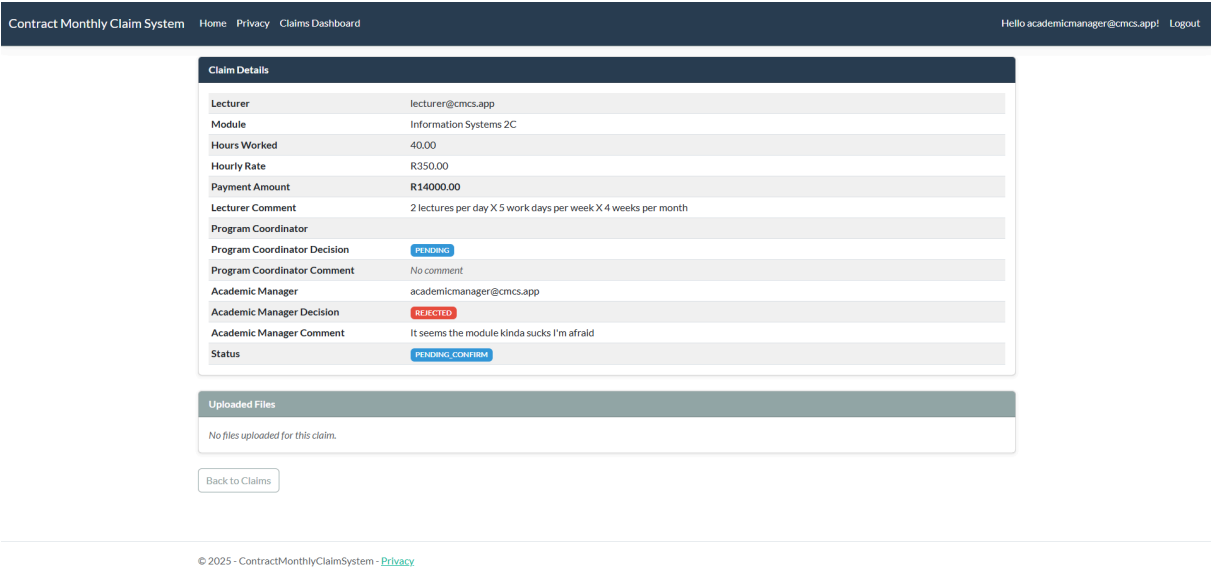 Contract Monthly Claim System Home Privacy Claims Dashboard Hello academicmanager@cmcs.app! Logout
Claim Details
Lecturer lecturer@cmcs.app
Module Information Systems 2C
Hours Worked 40.00
Hourly Rate R350.00
Payment Amount R14000.00
Lecturer Comment 2 lectures per day X 5 work days per week X 4 weeks per month
Program Coordinator
Program Coordinator Decision PENDING
Program Coordinator Comment No comment
Academic Manager academicmanager@cmcs.app
Academic Manager Decision REJECTED
Academic Manager Comment It seems the module kinda sucks I'm afraid
Status PENDING_CONFIRM
Uploaded Files
No files uploaded for this claim.
Back to Claims
© 2025 - ContractMonthlyClaimSystem - Privacy